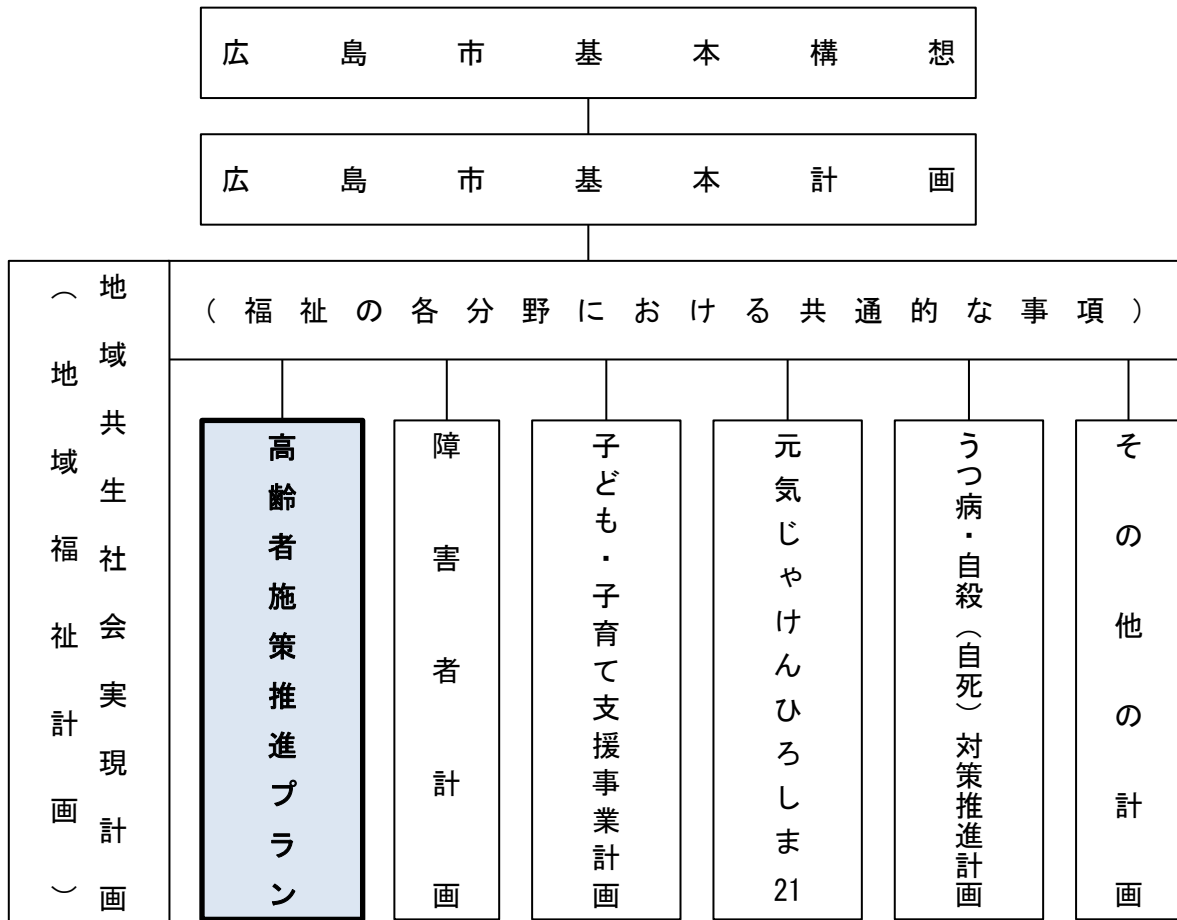 広島市基本構想
広島市基本計画
地域共生社会実現計画
（地域福祉計画）
（福祉の各分野における共通的な事項）
高齢者施策推進プラン
障害者計画
子ども・子育て支援事業計画
元気じゃけんひろしま21
うつ病・自殺（自死）対策推進計画
その他の計画